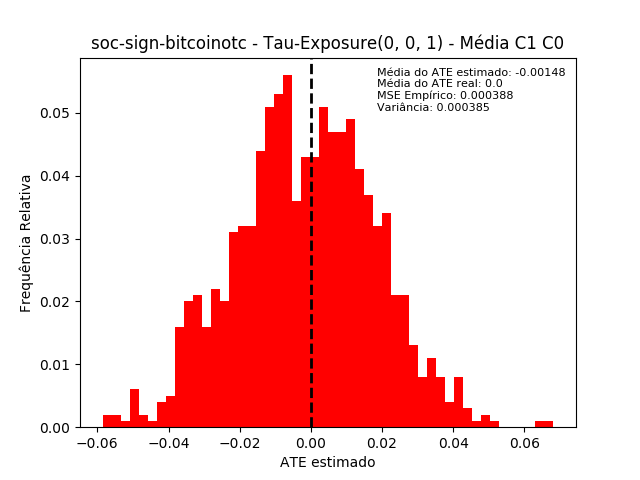 soc-sign-bitcoinotc - Tau-Exposure(0, 0, 1) - Média C1 C0
Média do ATE estimado: -0.00148
Média do ATE real: 0.0
MSE Empírico: 0.000388
Variância: 0.000385
Frequência Relativa
0.05
0.04
0.03
0.02
0.01
0.00
−0.06 −0.04 −0.02 0.00 0.02 0.04 0.06
ATE estimado